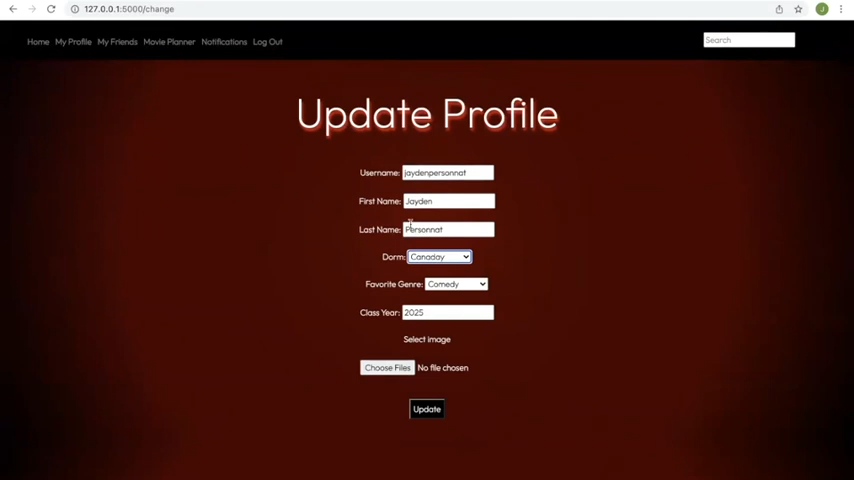 127.0.0.1:5000/change
J
Home My Profile My Friends Movie Planner Notifications Log Out Search
Update Profile
Username: jaydenpersonnat
First Name: Jayden
Last Name: Personnat
Dorm: Canaday
Favorite Genre: Comedy
Class Year: 2025
Select image
Choose Files No file chosen
Update